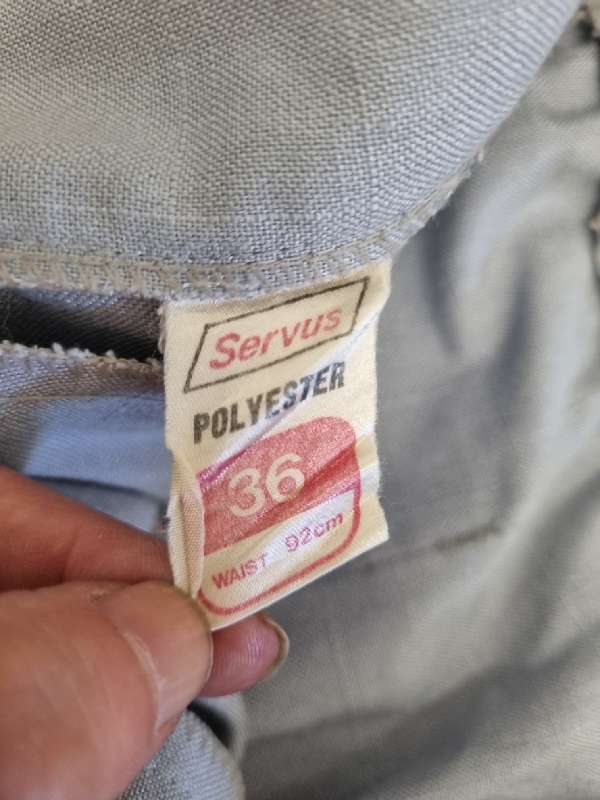 Servus
POLYESTER
36
WAIST 92cm